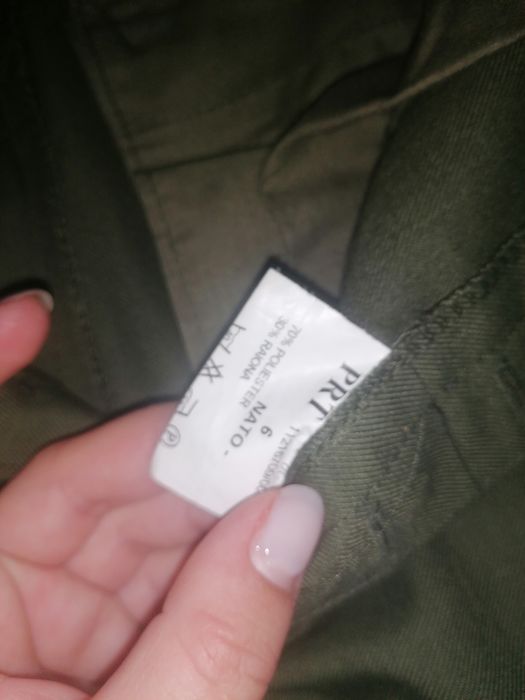 PRT
70% POLIESTER
30% RAIONA
6
NATO -
P